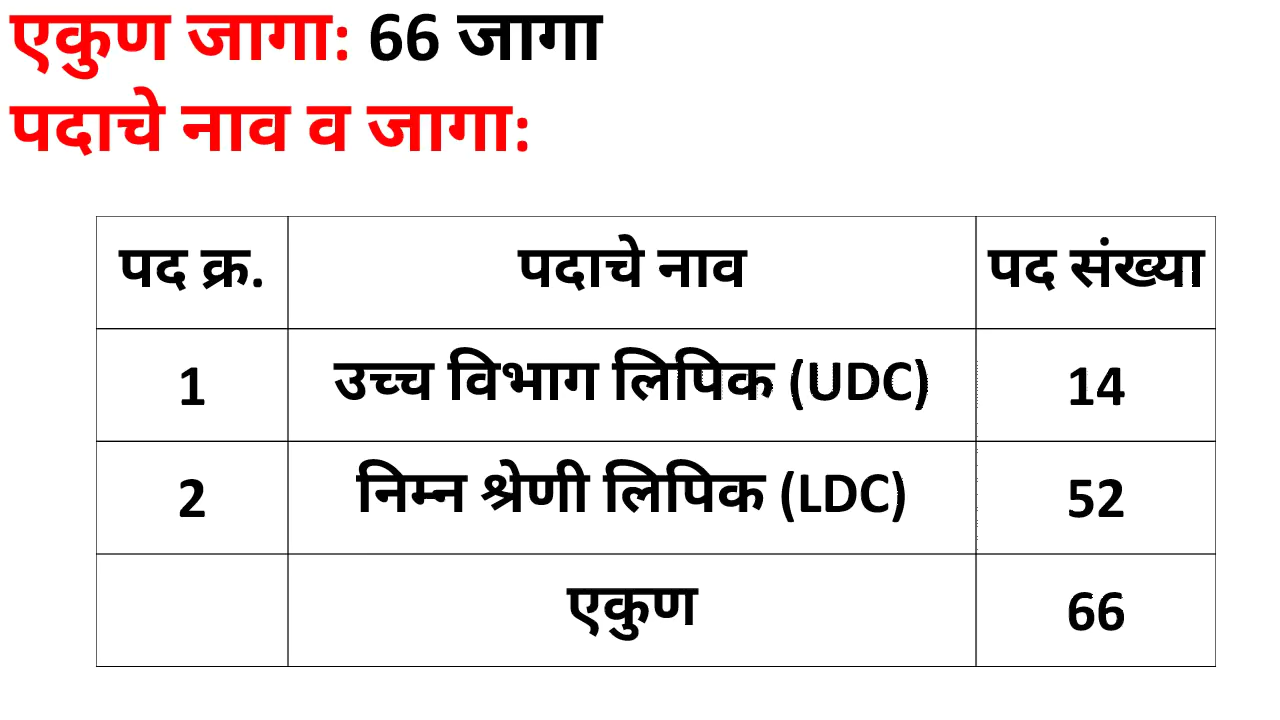 एकुण जागा: 66 जागा
पदाचे नाव व जागा:
पद क्र. पदाचे नाव पद संख्या
1 उच्च विभाग लिपिक (UDC) 14
2 निम्न श्रेणी लिपिक (LDC) 52
एकुण 66